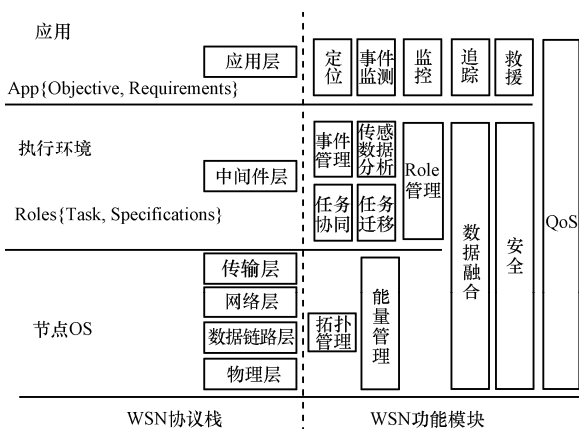 应用
应用层
App{Objective, Requirements}
定位
事件
监测
监控
追踪
救援
执行环境
中间件层
Roles{Task, Specifications}
事件
管理
传感
数据
分析
Role
管理
任务
协同
任务
迁移
数据融合
安全
QoS
节点OS
传输层
网络层
数据链路层
物理层
拓扑
管理
能量管理
WSN协议栈
WSN功能模块